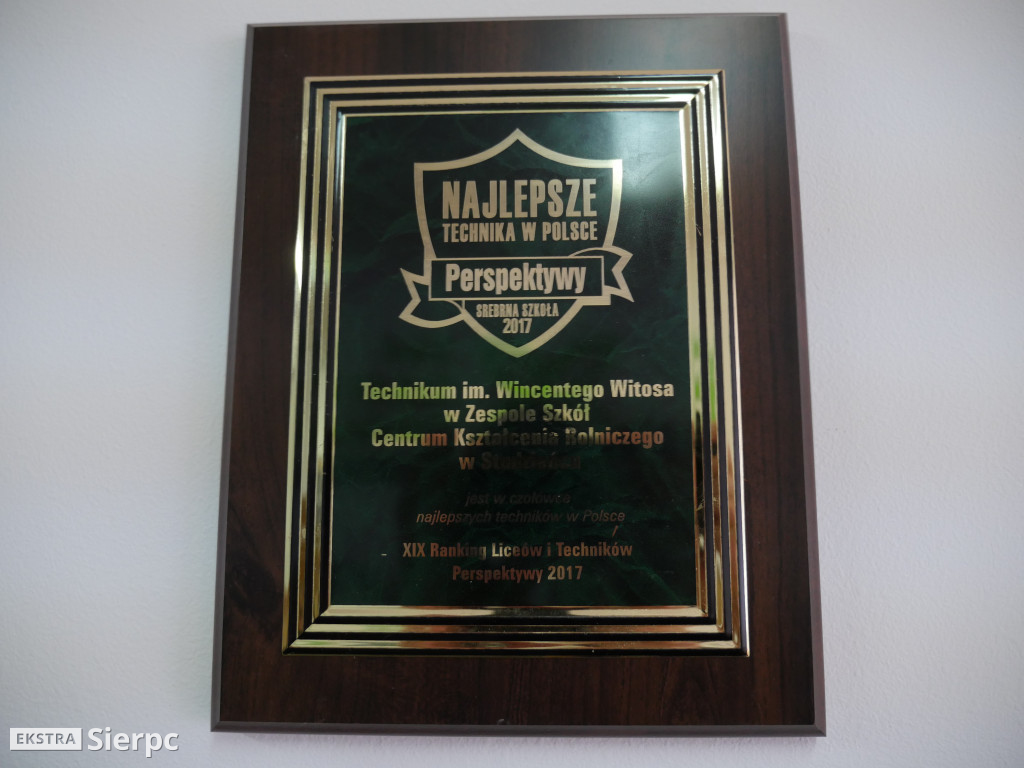 NAJLEPSZE
TECHNIKA W POLSCE
Perspektywy
SREBRNA SZKOŁA
2017
Technikum im. Wincentego Witosa
w Zespole Szkół
Centrum Kształcenia Rolniczego
w
jest w czołówce
najlepszych techników w Polsce
XIX Ranking Liceów i Techników
Perspektywy 2017
EKSTRA Sierpc